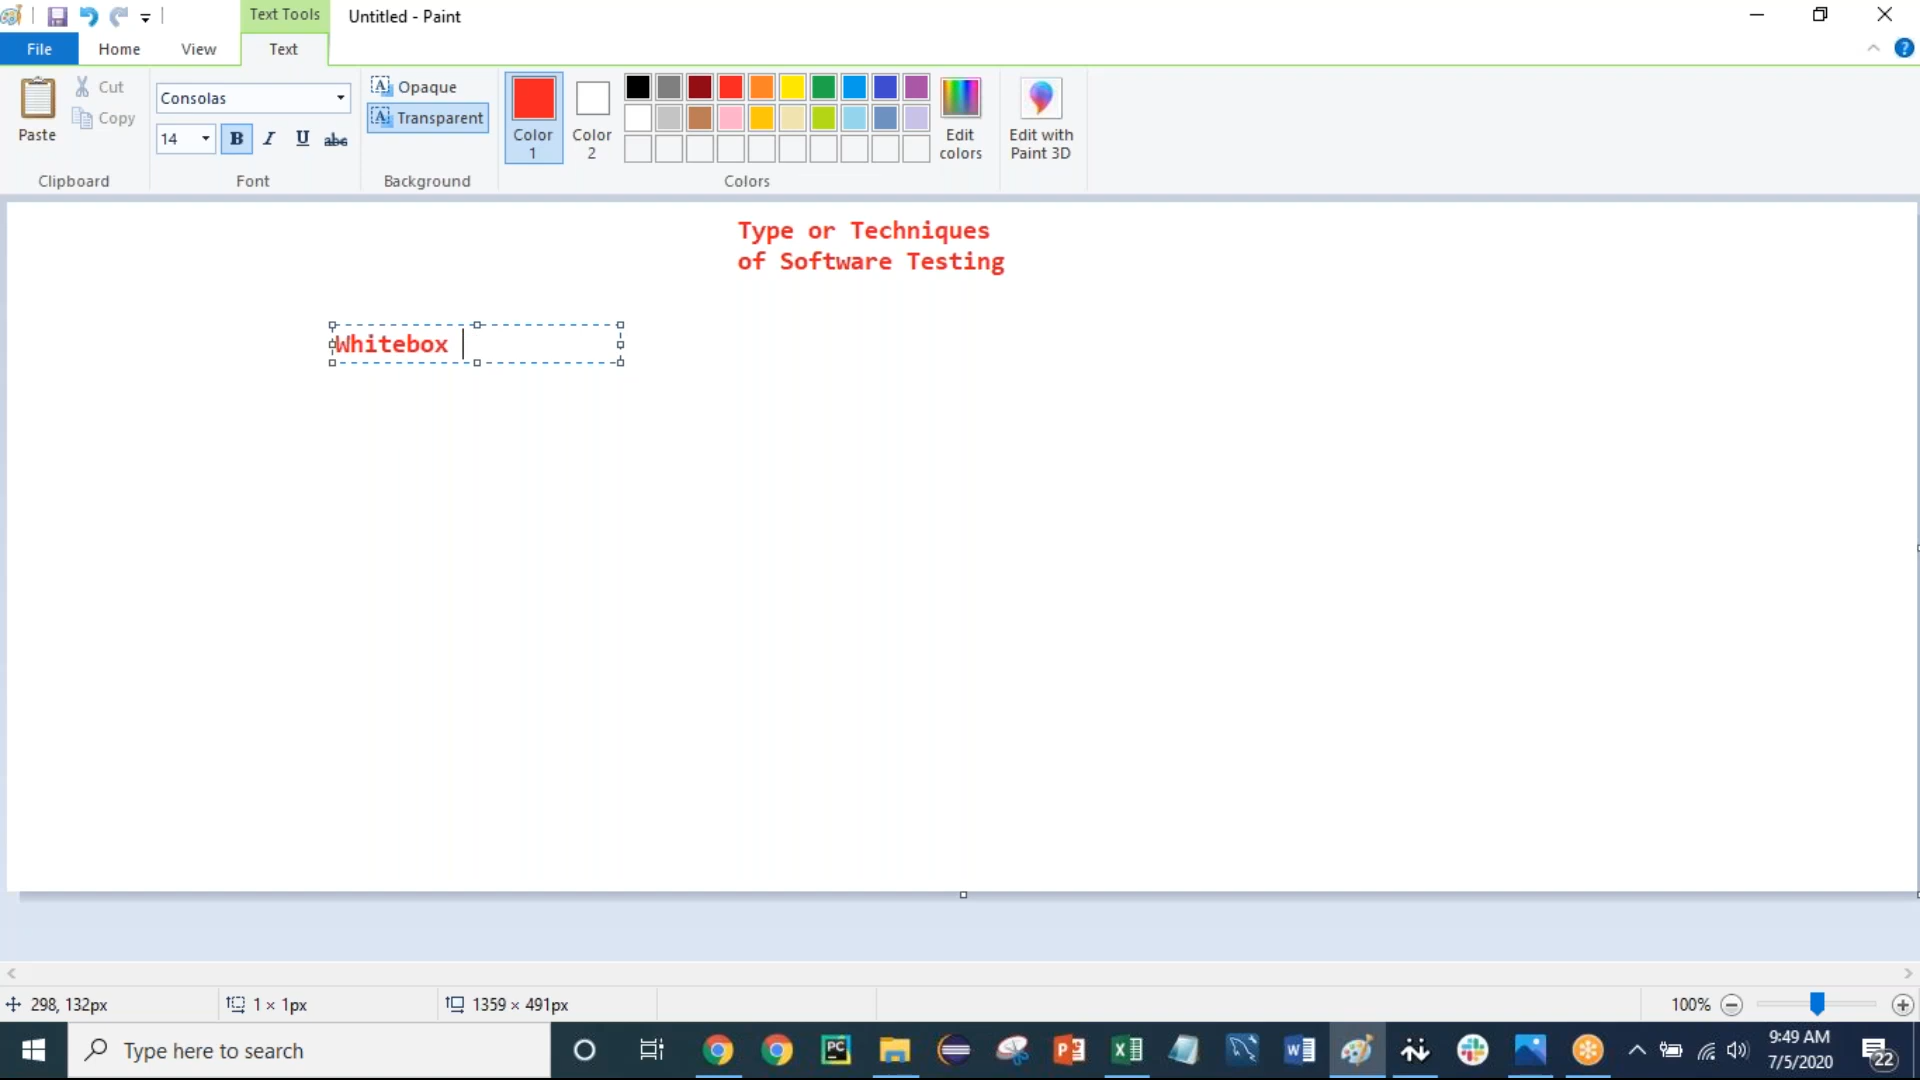 Text Tools
Untitled - Paint
File
Home
View
Text
Paste
Cut
Copy
Clipboard
Consolas
14
B
I
U
abc
Font
A Opaque
A Transparent
Background
Color 1
Color 2
Edit colors
Colors
Edit with Paint 3D
Type or Techniques
of Software Testing
Whitebox
298, 132px
1 × 1px
1359 × 491px
100%
Type here to search
PC
P
X
W
9:49 AM
7/5/2020
22